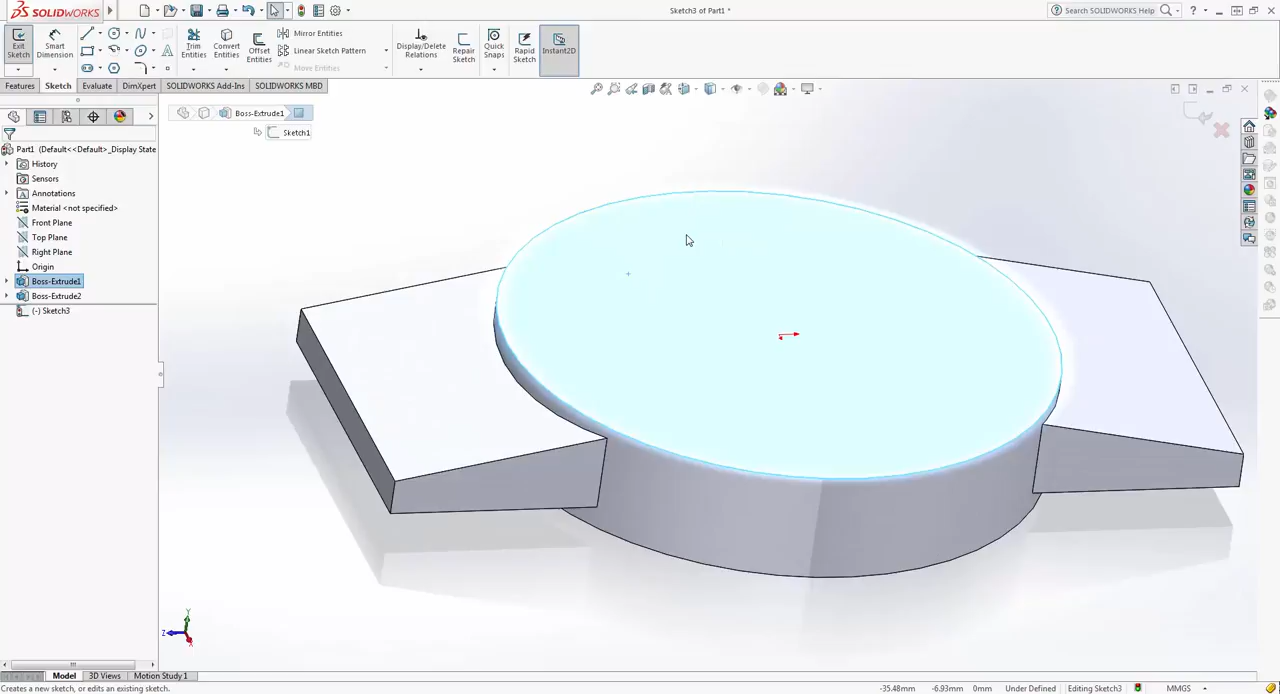 SOLIDWORKS
Sketch3 of Part1 *
Search SOLIDWORKS Help
Exit Sketch
Smart Dimension
Trim Entities
Convert Entities
Offset Entities
Mirror Entities
Linear Sketch Pattern
Move Entities
Display/Delete Relations
Repair Sketch
Quick Snaps
Rapid Sketch
Instant2D
Features
Sketch
Evaluate
DimXpert
SOLIDWORKS Add-Ins
SOLIDWORKS MBD
Boss-Extrude1
Sketch1
Part1 (Default<<Default>_Display State
History
Sensors
Annotations
Material <not specified>
Front Plane
Top Plane
Right Plane
Origin
Boss-Extrude1
Boss-Extrude2
(-) Sketch3
Y
Z
X
Model
3D Views
Motion Study 1
Creates a new sketch, or edits an existing sketch.
-35.48mm
-6.93mm
0mm
Under Defined
Editing Sketch3
MMGS